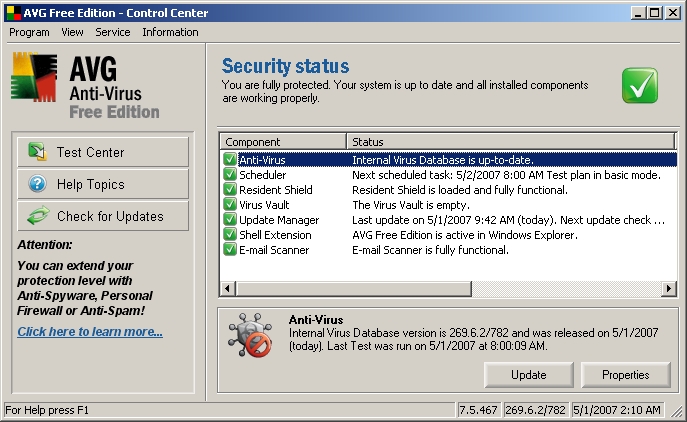 AVG Free Edition - Control Center
Program View Service Information
AVG
Anti-Virus
Free Edition
Test Center
Help Topics
Check for Updates
Attention:
You can extend your
protection level with
Anti-Spyware, Personal
Firewall or Anti-Spam!
Click here to learn more...
Security status
You are fully protected. Your system is up to date and all installed components
are working properly.
Component Status
Anti-Virus Internal Virus Database is up-to-date.
Scheduler Next scheduled task: 5/2/2007 8:00 AM Test plan in basic mode.
Resident Shield Resident Shield is loaded and fully functional.
Virus Vault The Virus Vault is empty.
Update Manager Last update on 5/1/2007 9:42 AM (today). Next update check ...
Shell Extension AVG Free Edition is active in Windows Explorer.
E-mail Scanner E-mail Scanner is fully functional.
Anti-Virus
Internal Virus Database version is 269.6.2/782 and was released on 5/1/2007
(today). Last Test was run on 5/1/2007 at 8:00:09 AM.
Update Properties
For Help press F1 7.5.467 269.6.2/782 5/1/2007 2:10 AM